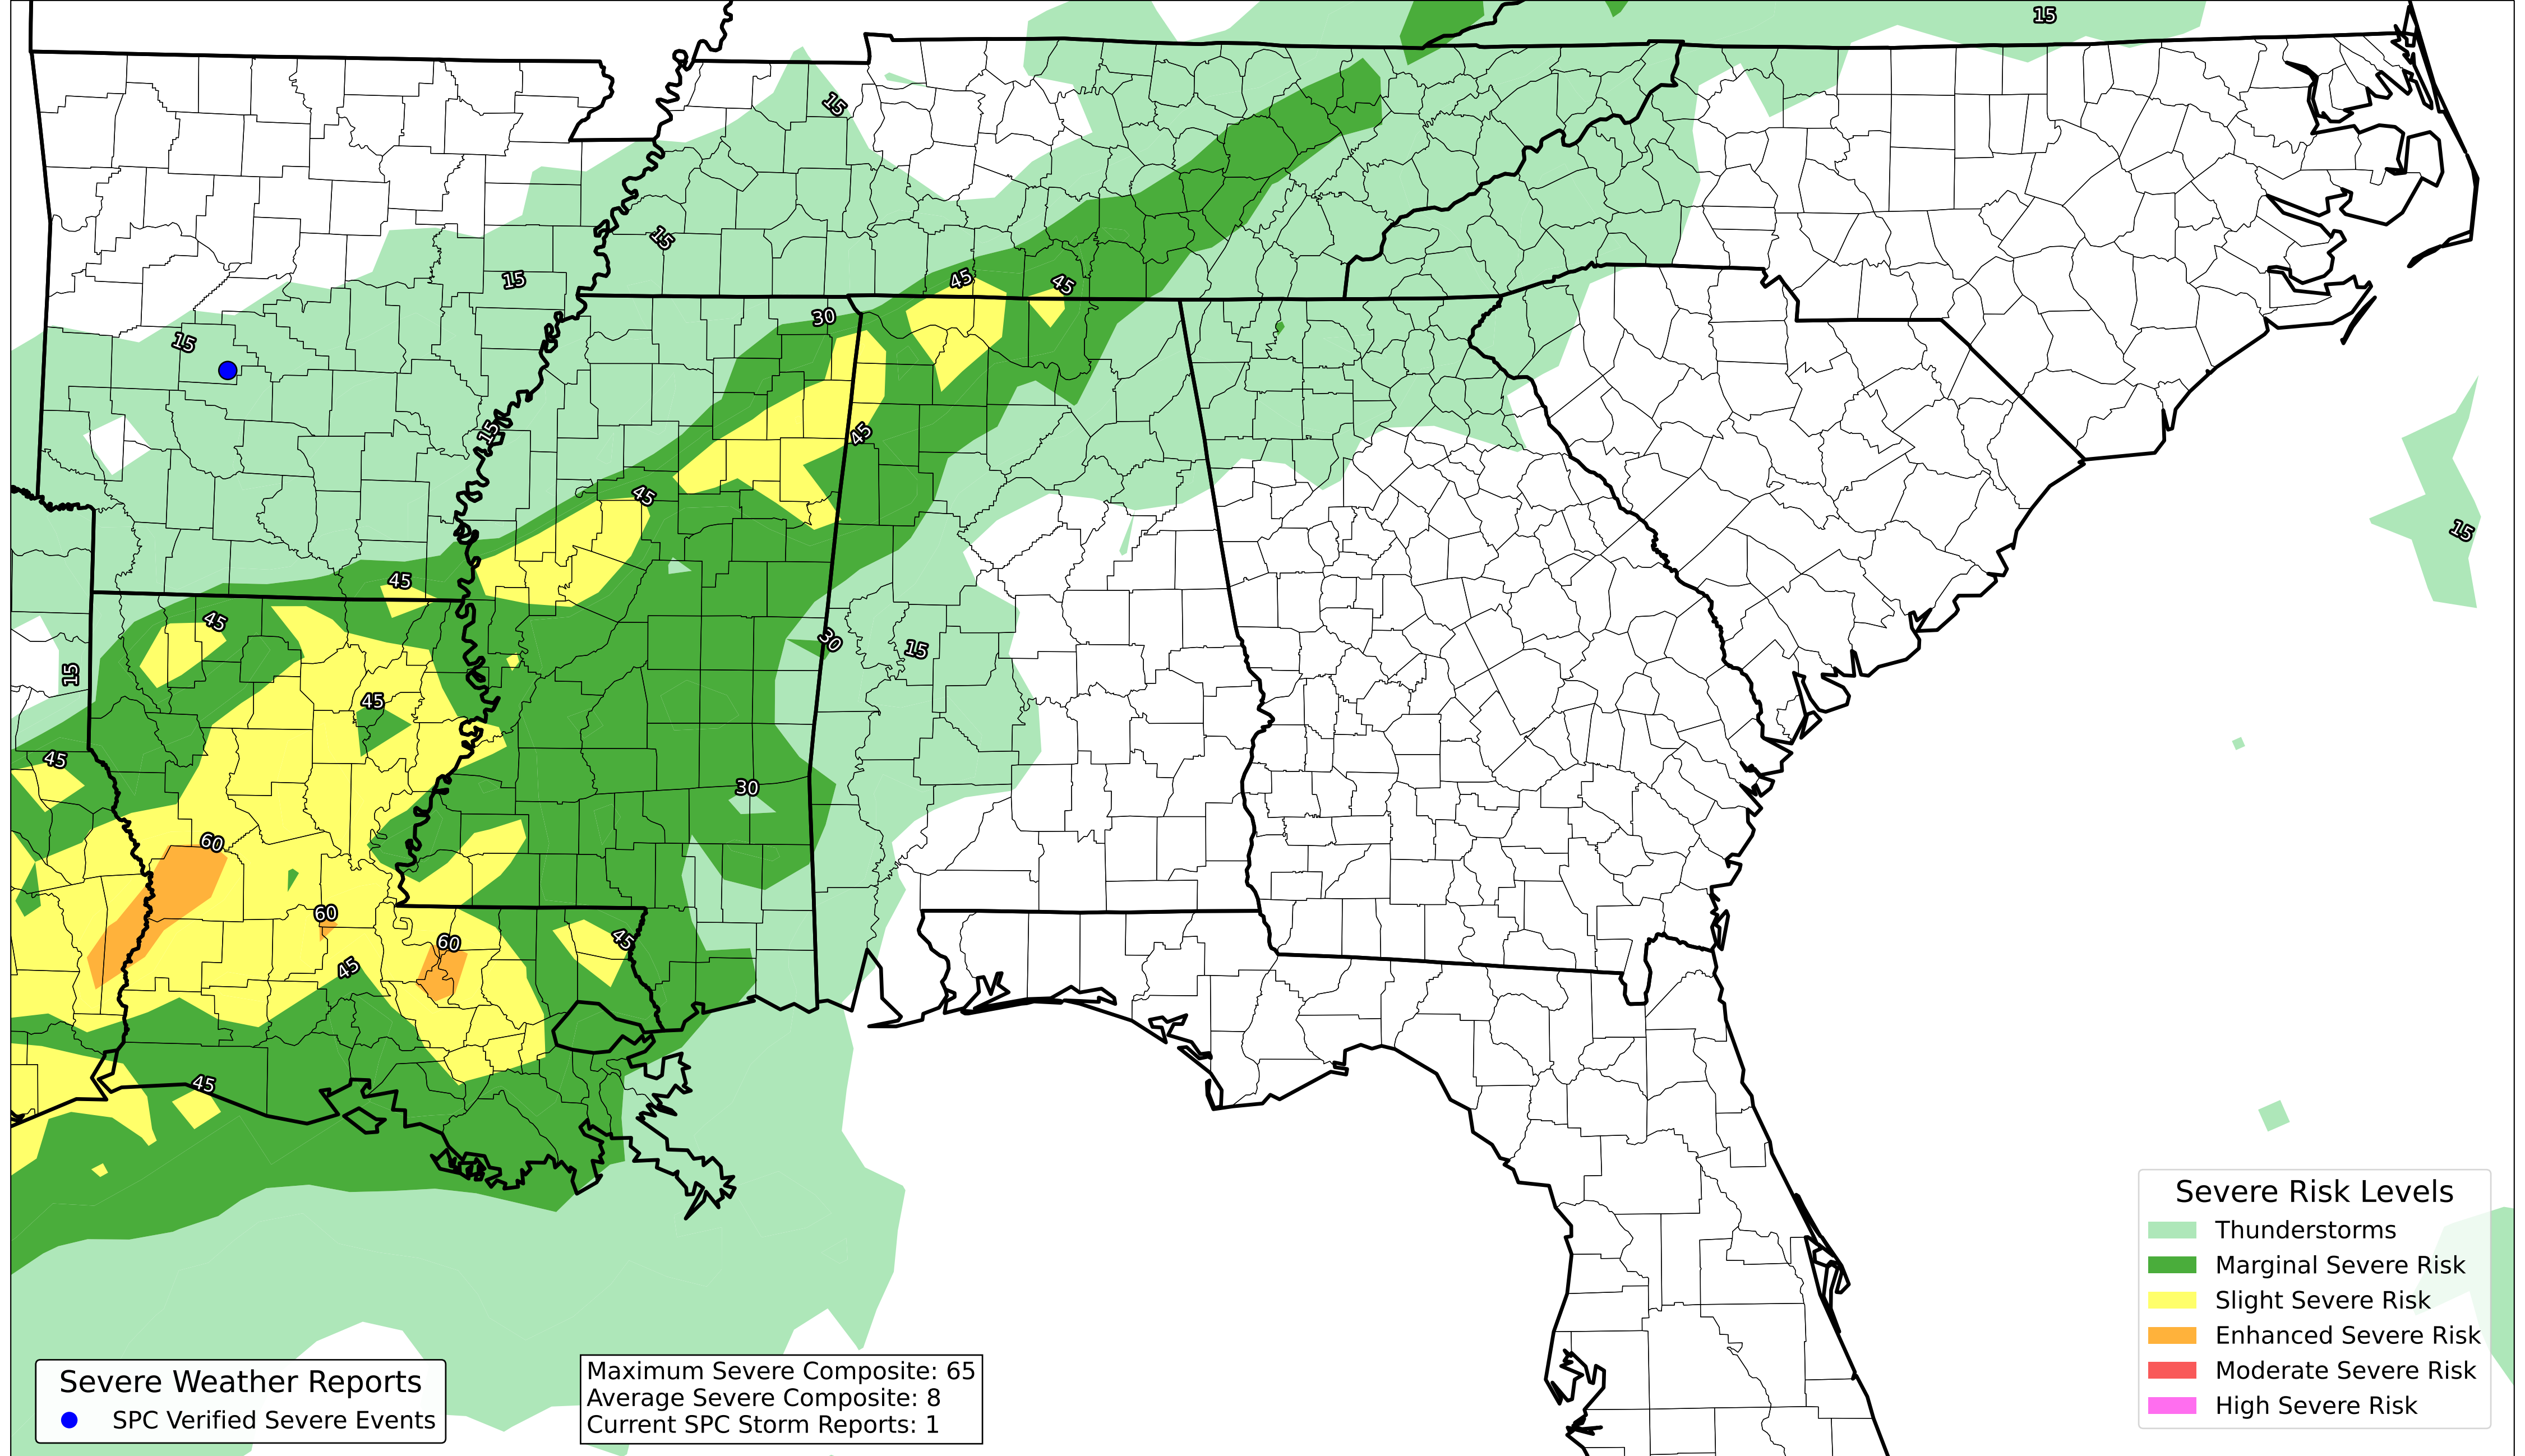 15
15
15
15
15
15
45
45
30
45
45
45
45
30
15
15
15
45
45
30
60
60
60
45
45
45
Severe Risk Levels
Thunderstorms
Marginal Severe Risk
Slight Severe Risk
Enhanced Severe Risk
Moderate Severe Risk
High Severe Risk
Severe Weather Reports
SPC Verified Severe Events
Maximum Severe Composite: 65
Average Severe Composite: 8
Current SPC Storm Reports: 1